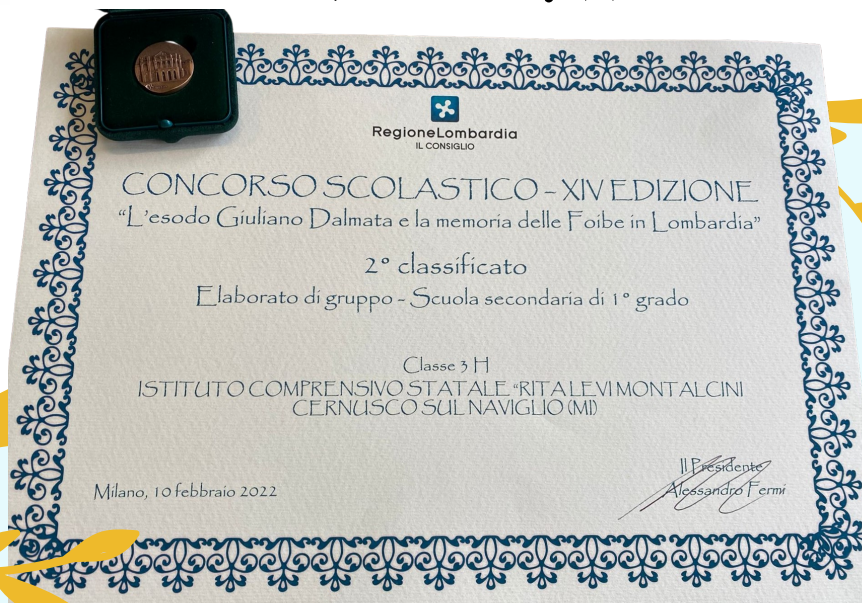 RegioneLombardia
IL CONSIGLIO
CONCORSO SCOLASTICO - XIV EDIZIONE
"L'esodo Giuliano Dalmata e la memoria delle Foibe in Lombardia"
2° classificato
Elaborato di gruppo - Scuola secondaria di 1° grado
Classe 3 H
ISTITUTO COMPRENSIVO STATALE "RITA LEVI MONTALCINI
CERNUSCO SUL NAVIGLIO (MI)
Il Presidente
Milano, 10 febbraio 2022
Alessandro Fermi